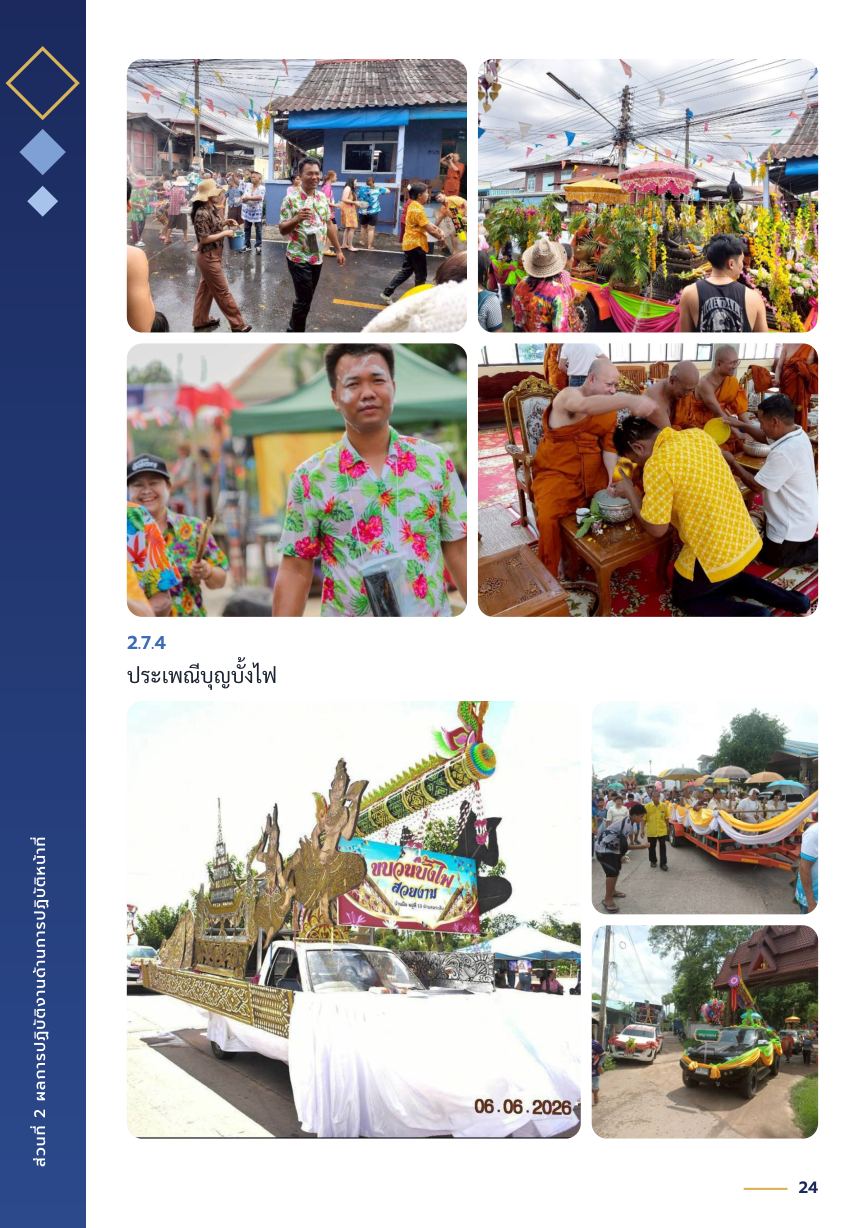 2.7.4
ประเพณีบุญบั้งไฟ
ขบวนบั้งไฟ
สวยงาม
06.06.2026
ส่วนที่ 2 ผลการปฏิบัติงานด้านการปฏิบัติหน้าที่
24